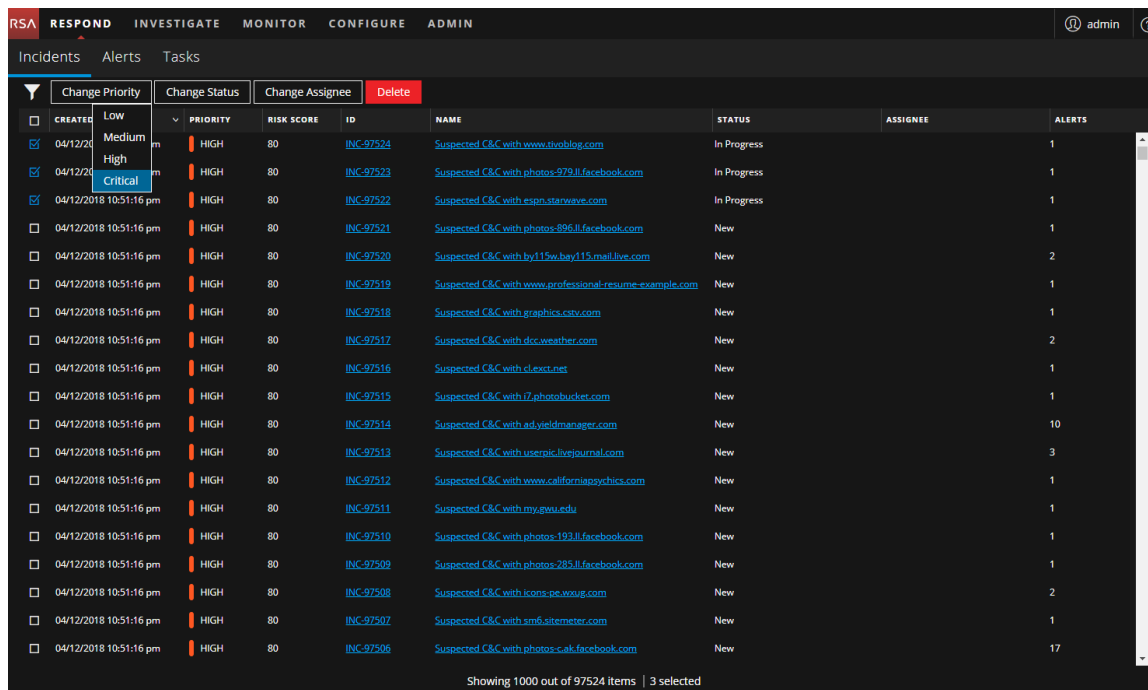 RSA RESPOND INVESTIGATE MONITOR CONFIGURE ADMIN admin
Incidents Alerts Tasks
Change Priority Change Status Change Assignee Delete
CREATED PRIORITY RISK SCORE ID NAME STATUS ASSIGNEE ALERTS
Low
Medium
High
Critical
04/12/20 m HIGH 80 INC-97524 Suspected C&C with www.tivoblog.com In Progress 1
04/12/20 m HIGH 80 INC-97523 Suspected C&C with photos-979.ll.facebook.com In Progress 1
04/12/2018 10:51:16 pm HIGH 80 INC-97522 Suspected C&C with espn.starwave.com In Progress 1
04/12/2018 10:51:16 pm HIGH 80 INC-97521 Suspected C&C with photos-896.ll.facebook.com New 1
04/12/2018 10:51:16 pm HIGH 80 INC-97520 Suspected C&C with by115w.bay115.mail.live.com New 2
04/12/2018 10:51:16 pm HIGH 80 INC-97519 Suspected C&C with www.professional-resume-example.com New 1
04/12/2018 10:51:16 pm HIGH 80 INC-97518 Suspected C&C with graphics.cstv.com New 1
04/12/2018 10:51:16 pm HIGH 80 INC-97517 Suspected C&C with dcc.weather.com New 2
04/12/2018 10:51:16 pm HIGH 80 INC-97516 Suspected C&C with cl.exct.net New 1
04/12/2018 10:51:16 pm HIGH 80 INC-97515 Suspected C&C with i7.photobucket.com New 1
04/12/2018 10:51:16 pm HIGH 80 INC-97514 Suspected C&C with ad.yieldmanager.com New 10
04/12/2018 10:51:16 pm HIGH 80 INC-97513 Suspected C&C with userpic.livejournal.com New 3
04/12/2018 10:51:16 pm HIGH 80 INC-97512 Suspected C&C with www.californiapsychics.com New 1
04/12/2018 10:51:16 pm HIGH 80 INC-97511 Suspected C&C with my.gwu.edu New 1
04/12/2018 10:51:16 pm HIGH 80 INC-97510 Suspected C&C with photos-193.ll.facebook.com New 1
04/12/2018 10:51:16 pm HIGH 80 INC-97509 Suspected C&C with photos-285.ll.facebook.com New 1
04/12/2018 10:51:16 pm HIGH 80 INC-97508 Suspected C&C with icons-pe.wxug.com New 2
04/12/2018 10:51:16 pm HIGH 80 INC-97507 Suspected C&C with sm6.sitemeter.com New 1
04/12/2018 10:51:16 pm HIGH 80 INC-97506 Suspected C&C with photos-c.ak.facebook.com New 17
Showing 1000 out of 97524 items | 3 selected